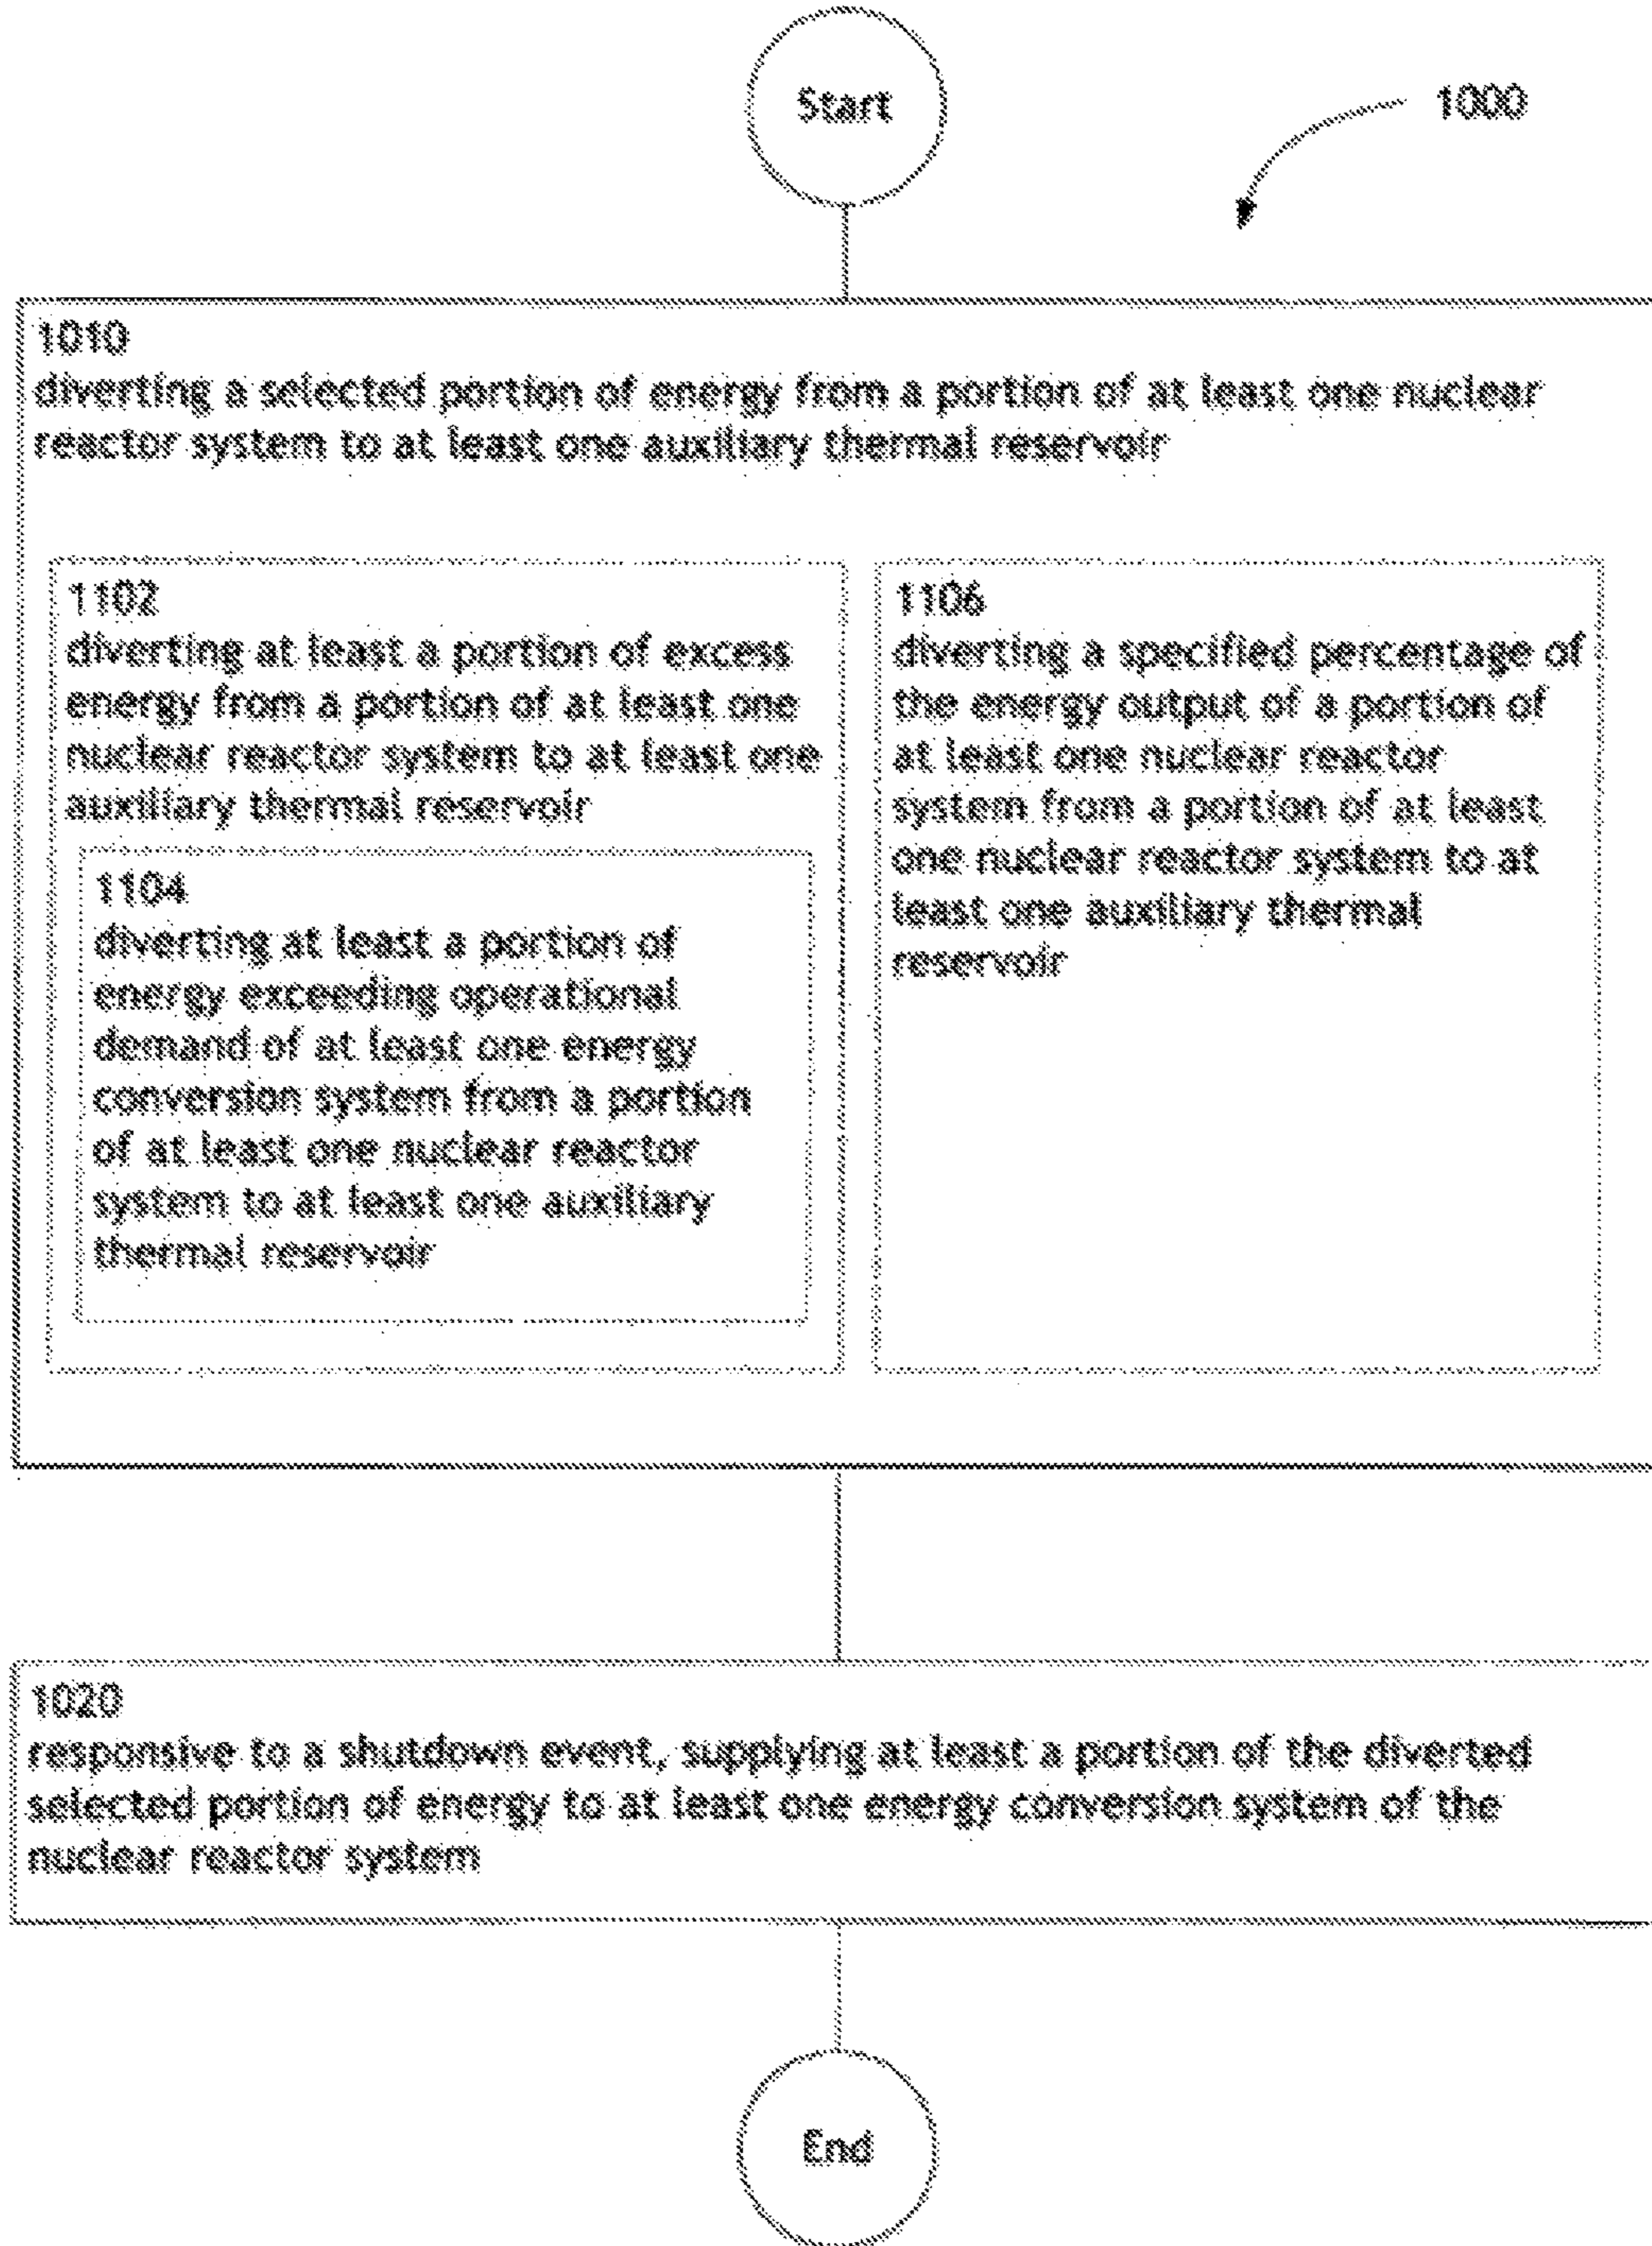 Start
1000
1010
diverting a selected portion of energy from a portion of at least one nuclear
reactor system to at least one auxiliary thermal reservoir
1102
diverting at least a portion of excess
energy from a portion of at least one
nuclear reactor system to at least one
auxiliary thermal reservoir
1104
diverting at least a portion of
energy exceeding operational
demand of at least one energy
conversion system from a portion
of at least one nuclear reactor
system to at least one auxiliary
thermal reservoir
1106
diverting a specified percentage of
the energy output of a portion of
at least one nuclear reactor
system from a portion of at least
one nuclear reactor system to at
least one auxiliary thermal
reservoir
1020
responsive to a shutdown event, supplying at least a portion of the diverted
selected portion of energy to at least one energy conversion system of the
nuclear reactor system
End